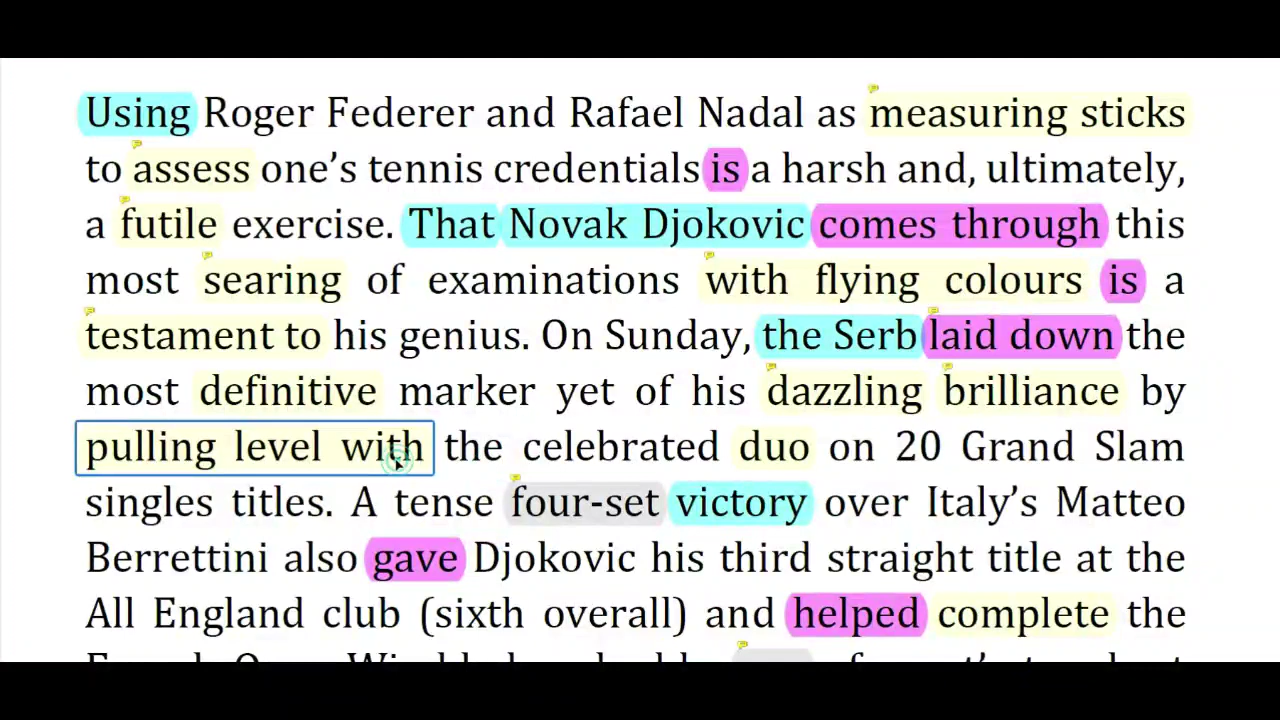 Using Roger Federer and Rafael Nadal as measuring sticks
to assess one’s tennis credentials is a harsh and, ultimately,
a futile exercise. That Novak Djokovic comes through this
most searing of examinations with flying colours is a
testament to his genius. On Sunday, the Serb laid down the
most definitive marker yet of his dazzling brilliance by
pulling level with the celebrated duo on 20 Grand Slam
singles titles. A tense four-set victory over Italy’s Matteo
Berrettini also gave Djokovic his third straight title at the
All England club (sixth overall) and helped complete the